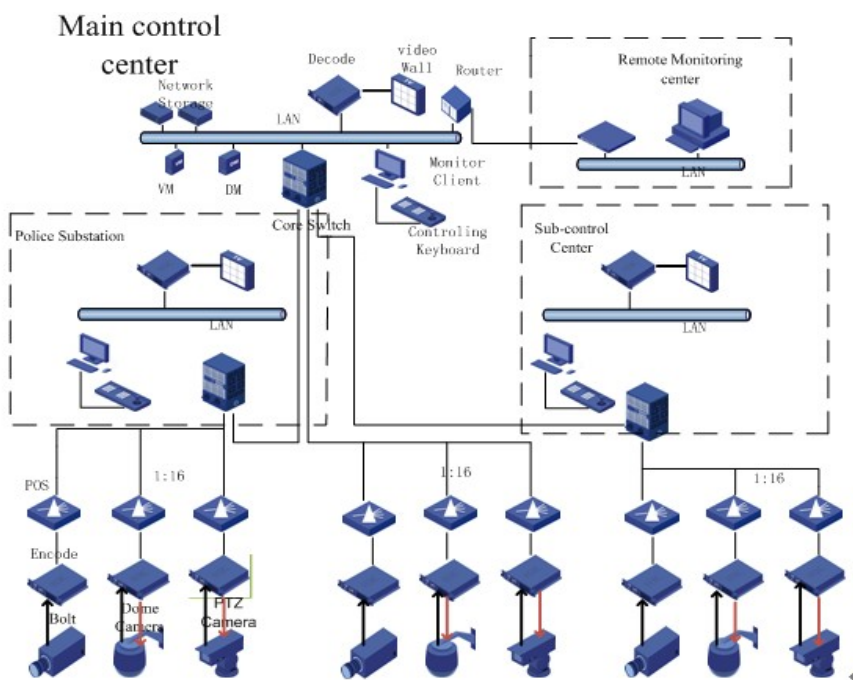 Main control
center
Decode
video
Wall
Router
Remote Monitoring
center
Network
Storage
LAN
VM
DM
Monitor
Client
LAN
Core Switch
Controling
Keyboard
Police Substation
Sub-control
Center
LAN
LAN
POS
1:16
1:16
1:16
Encode
Bolt
Dome
Camera
PTZ
Camera